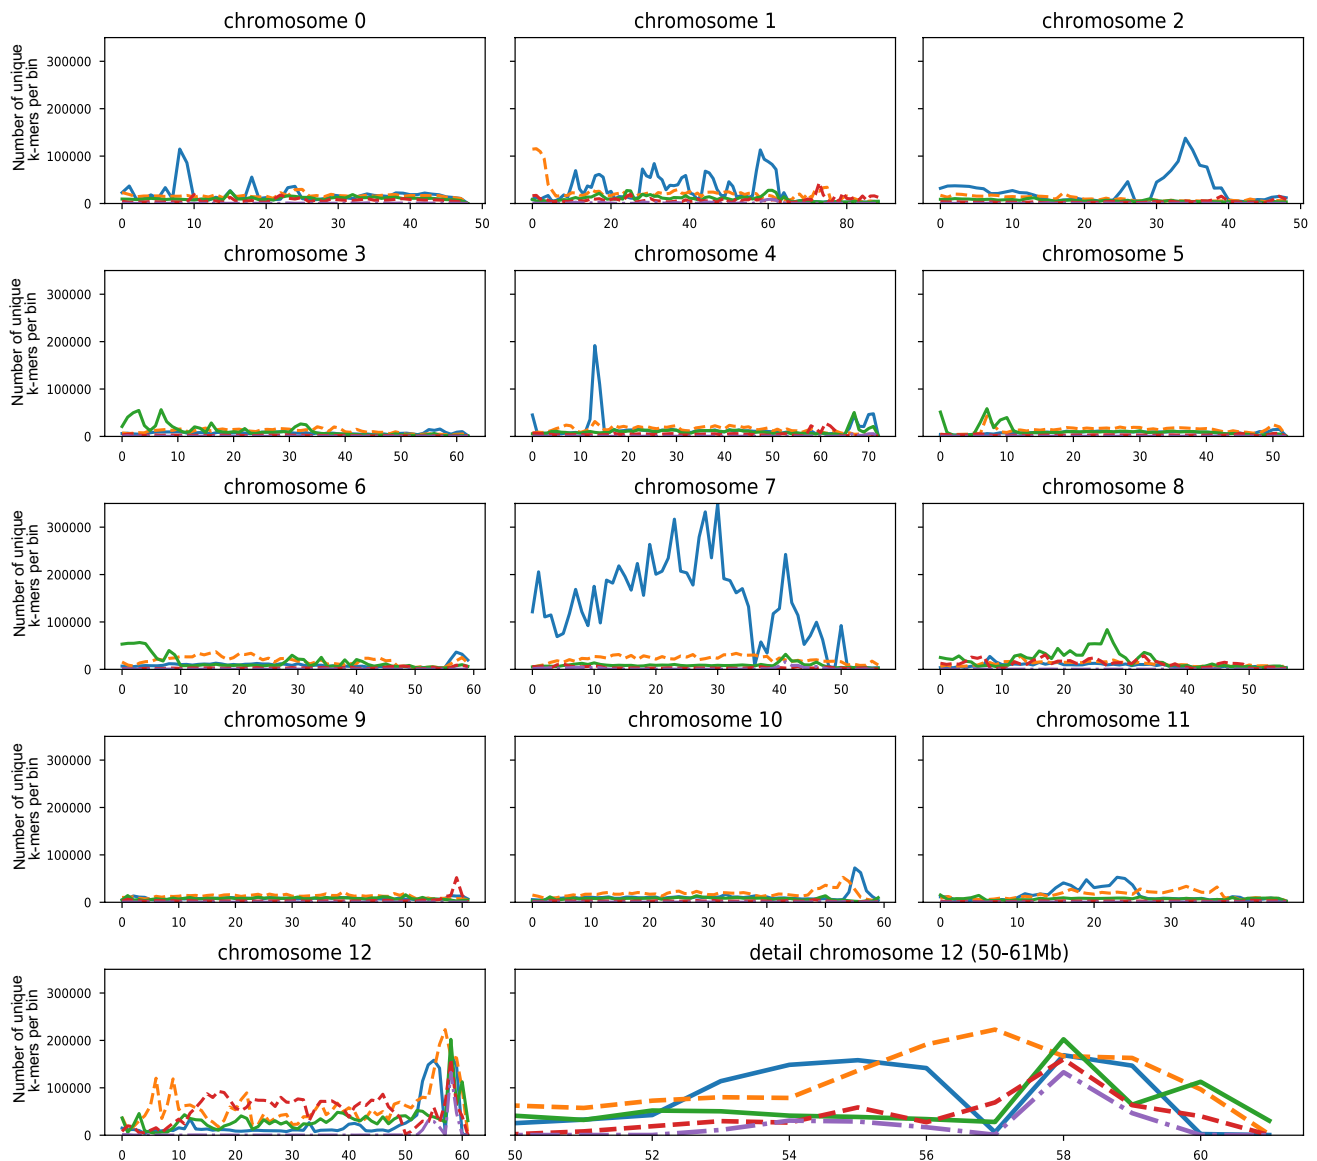 chromosome 0
chromosome 1
chromosome 2
Number of unique
k-mers per bin
300000
200000
100000
0
0 10 20 30 40 50
0 20 40 60 80
0 10 20 30 40 50
chromosome 3
chromosome 4
chromosome 5
Number of unique
k-mers per bin
300000
200000
100000
0
0 10 20 30 40 50 60
0 10 20 30 40 50 60 70
0 10 20 30 40 50
chromosome 6
chromosome 7
chromosome 8
Number of unique
k-mers per bin
300000
200000
100000
0
0 10 20 30 40 50 60
0 10 20 30 40 50
0 10 20 30 40 50
chromosome 9
chromosome 10
chromosome 11
Number of unique
k-mers per bin
300000
200000
100000
0
0 10 20 30 40 50 60
0 10 20 30 40 50 60
0 10 20 30 40
chromosome 12
detail chromosome 12 (50-61Mb)
Number of unique
k-mers per bin
300000
200000
100000
0
0 10 20 30 40 50 60
50 52 54 56 58 60